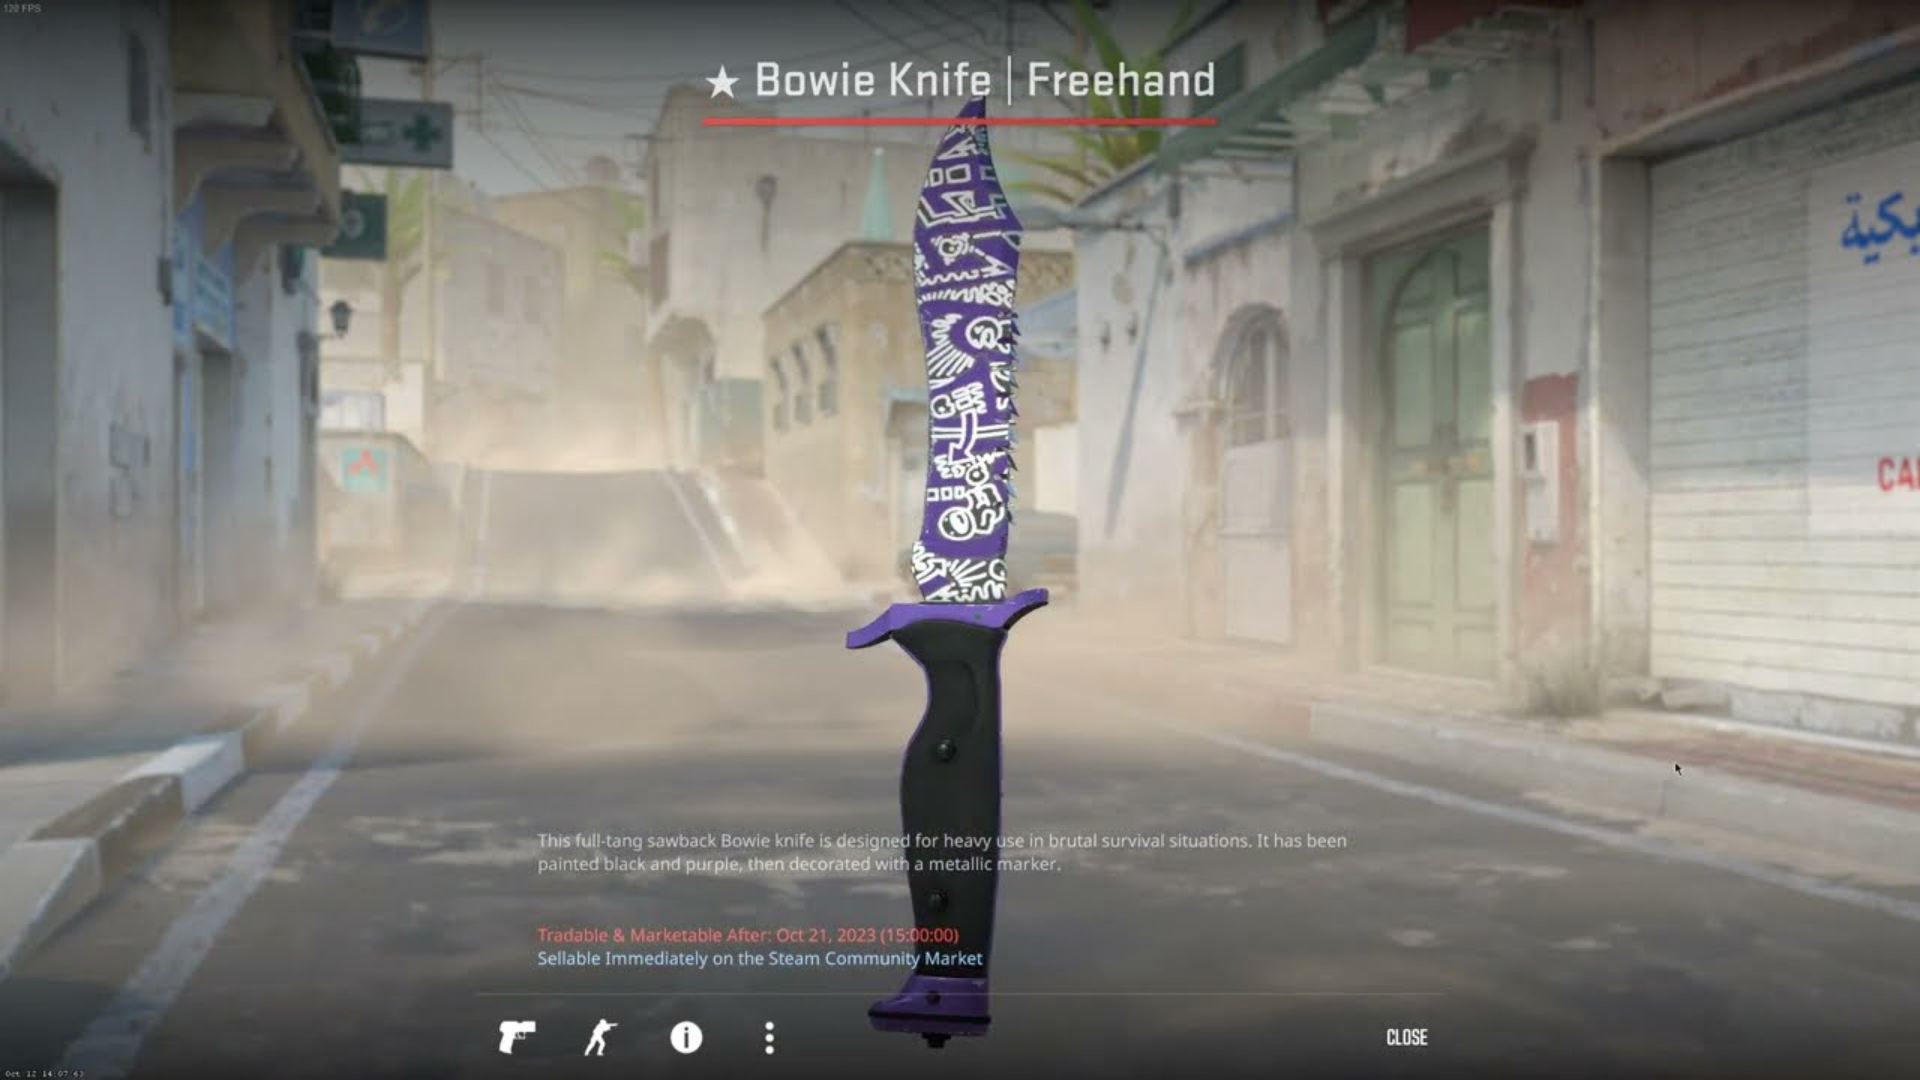 120 FPS
★ Bowie Knife | Freehand
بكية
CAR
This full-tang sawback Bowie knife is designed for heavy use in brutal survival situations. It has been
painted black and purple, then decorated with a metallic marker.
Tradable & Marketable After: Oct 21, 2023 (15:00:00)
Sellable Immediately on the Steam Community Market
CLOSE